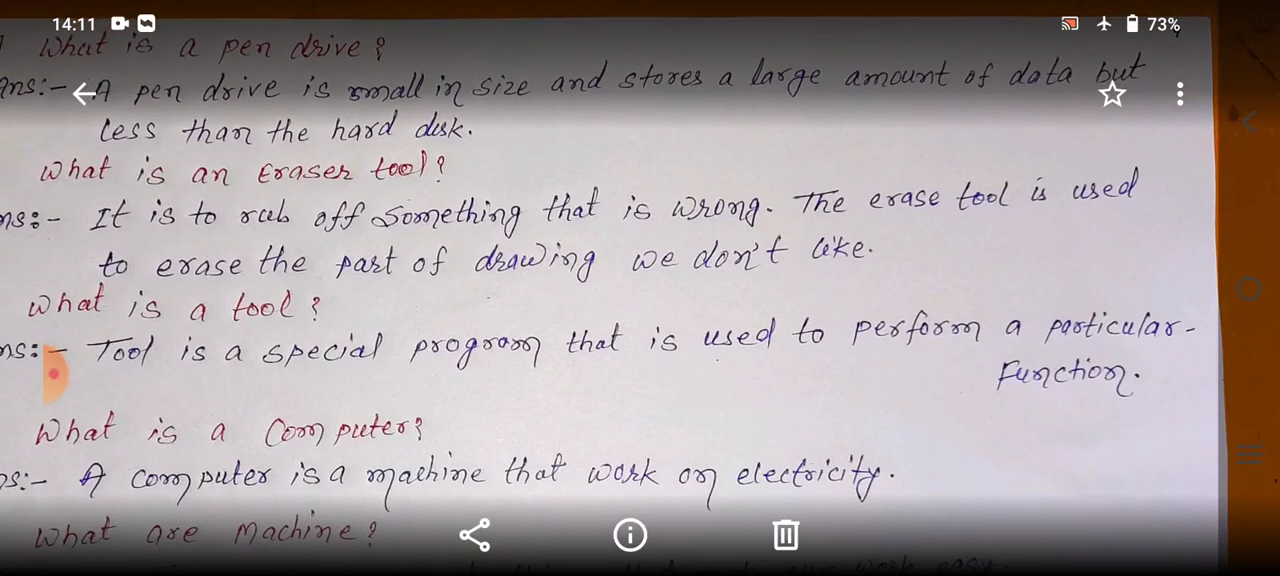 14:11
73%
What is a pen drive?
Ans:- A pen drive is small in size and stores a large amount of data but
less than the hard disk.
What is an Eraser tool?
ns:- It is to rub off something that is wrong. The erase tool is used
to erase the part of drawing we don't like.
What is a tool?
ns:- Tool is a special program that is used to perform a particular-
Function.
What is a Computer?
ns:- A computer is a machine that work on electricity.
What are Machine?
work easy.